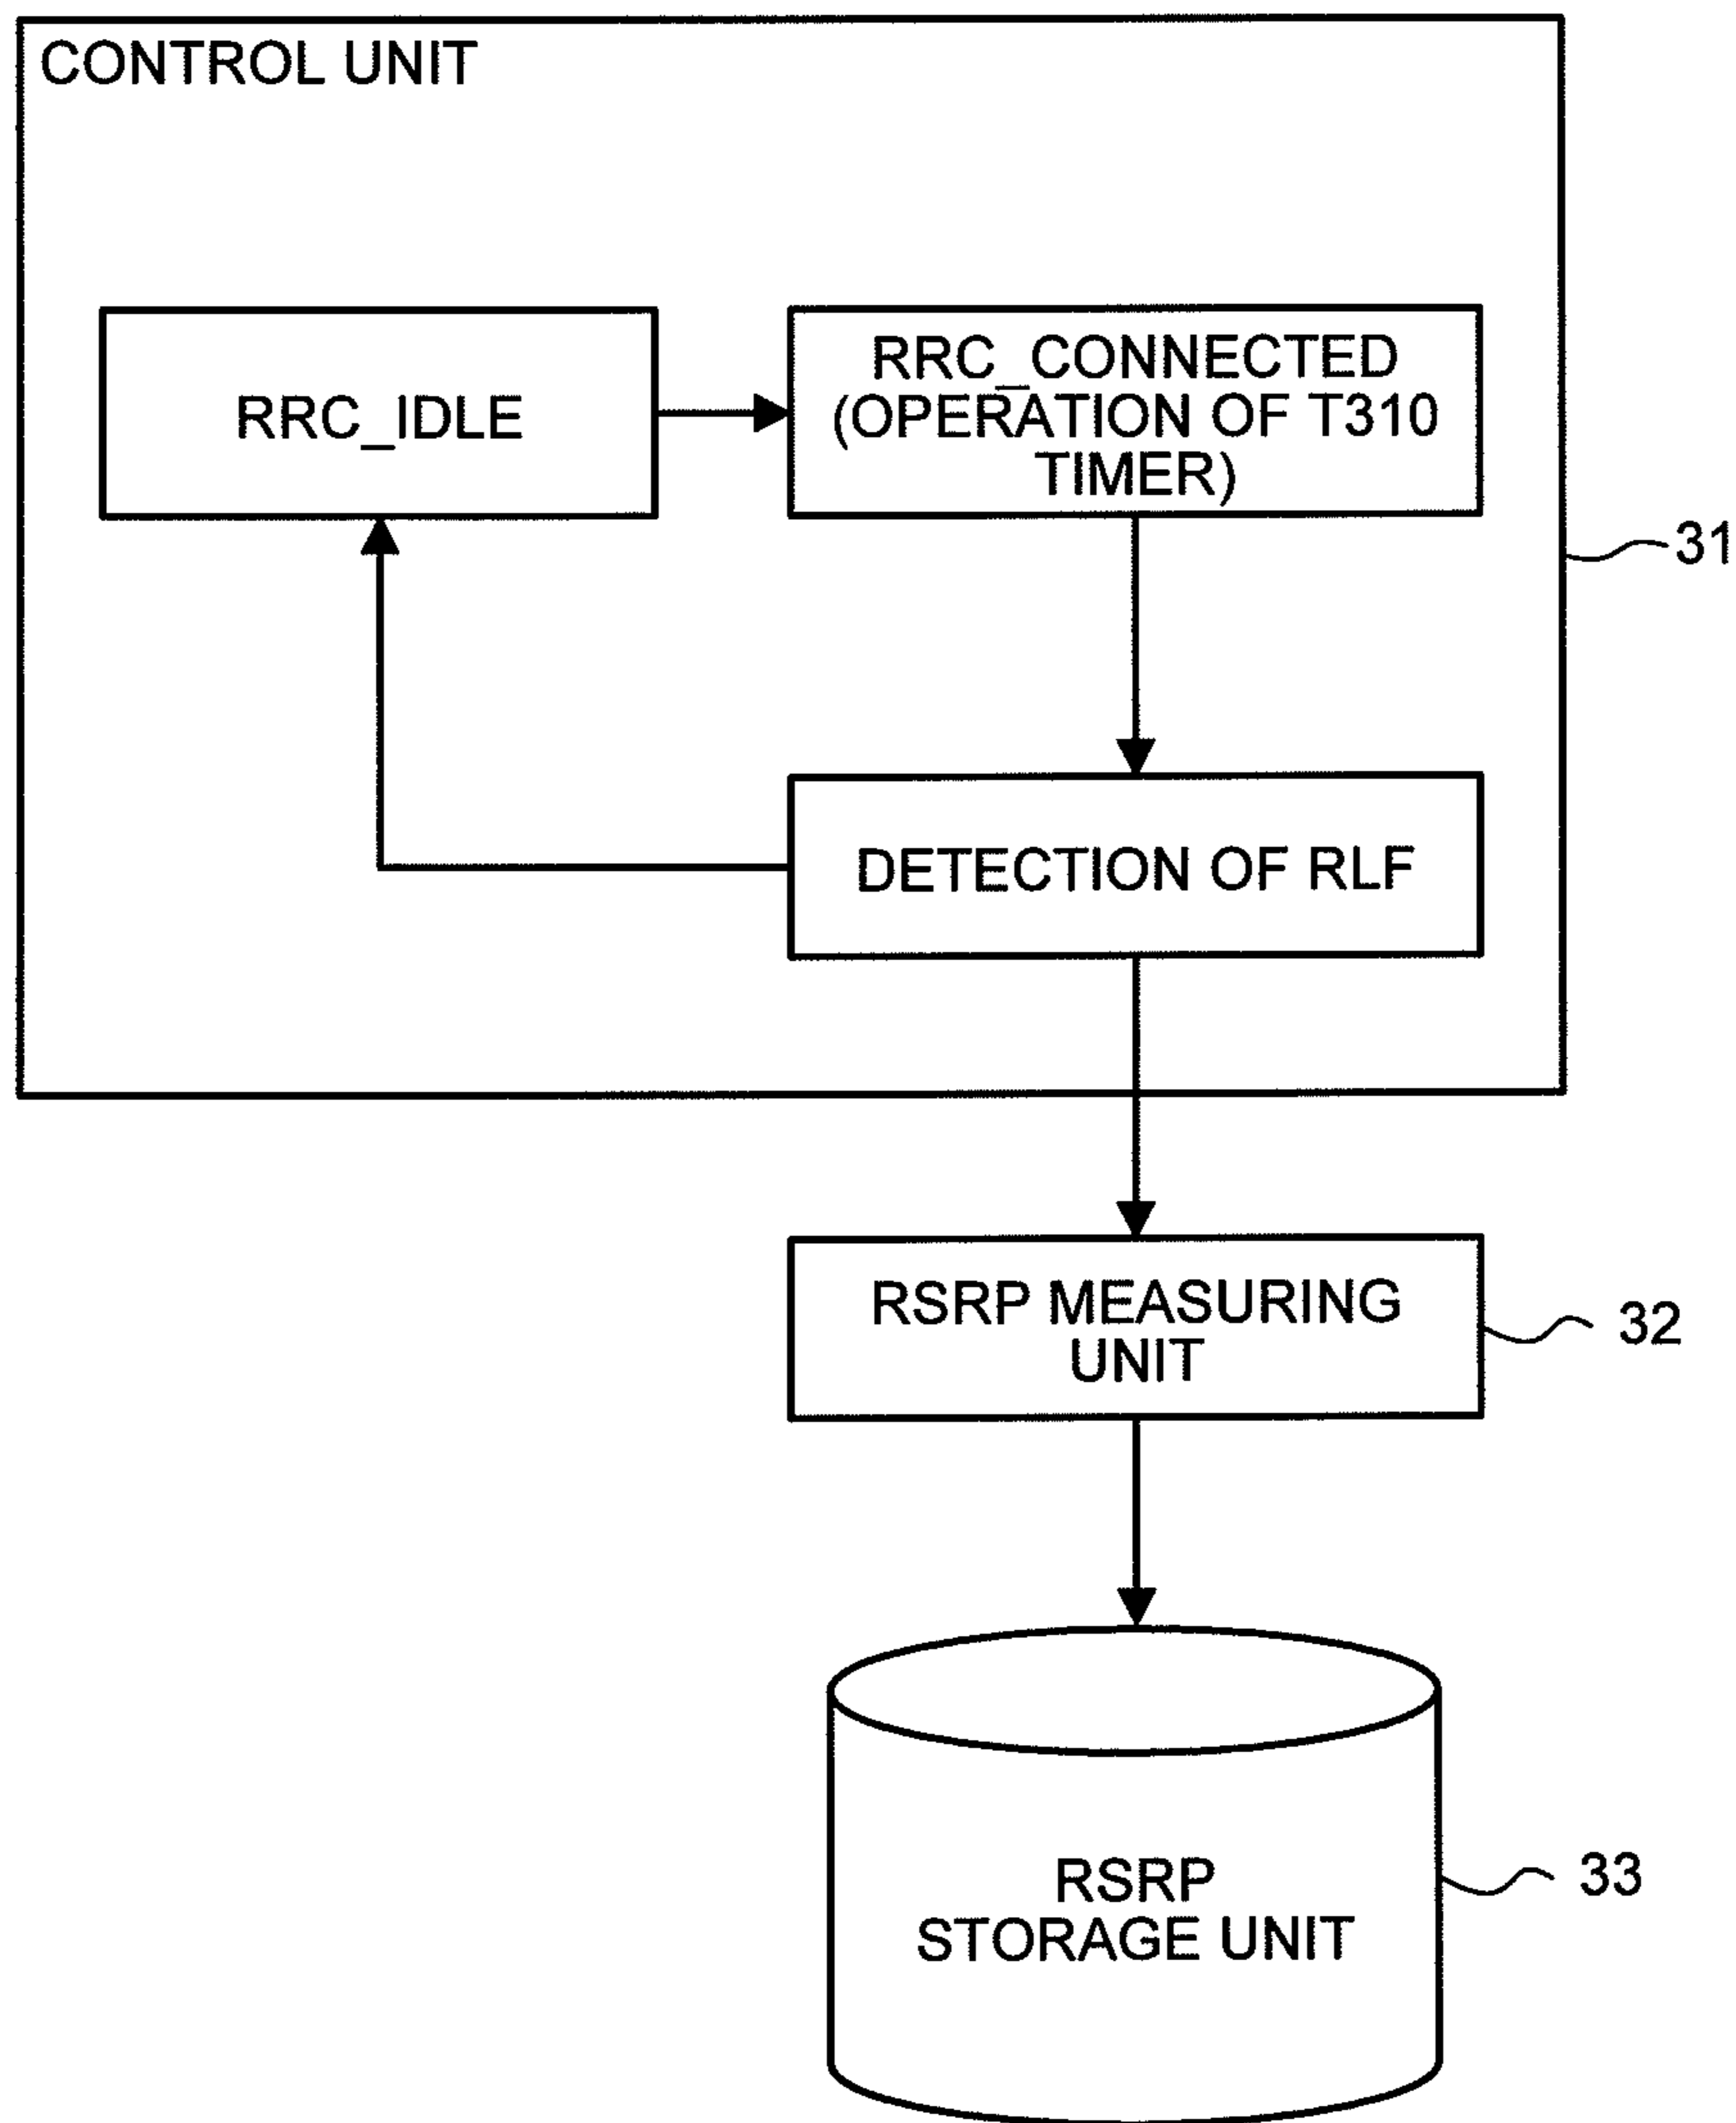 CONTROL UNIT
RRC_IDLE
RRC_CONNECTED
(OPERATION OF T310
TIMER)
31
DETECTION OF RLF
RSRP MEASURING
UNIT
32
RSRP
STORAGE UNIT
33